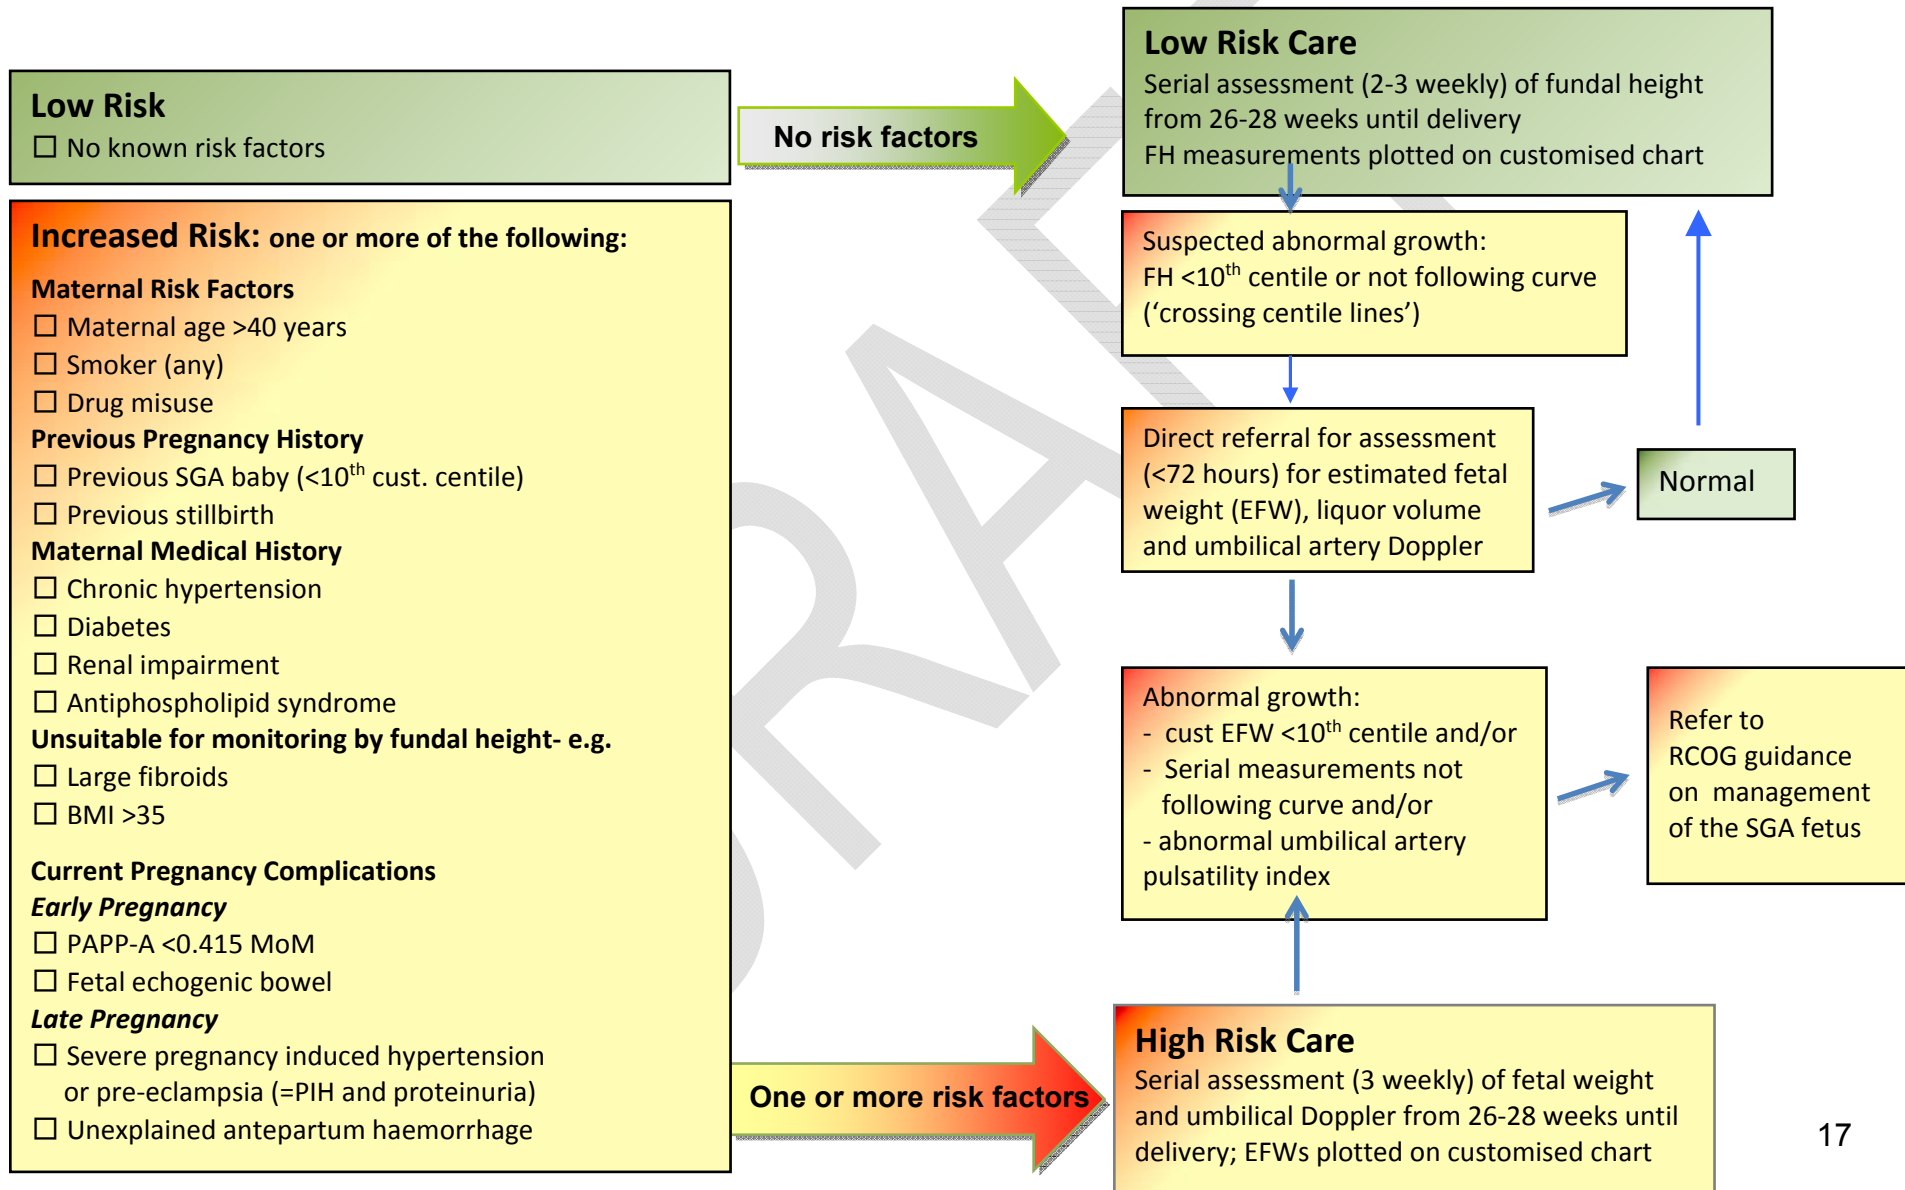 Low Risk
☐ No known risk factors
Increased Risk: one or more of the following:
Maternal Risk Factors
☐ Maternal age >40 years
☐ Smoker (any)
☐ Drug misuse
Previous Pregnancy History
☐ Previous SGA baby (<10th cust. centile)
☐ Previous stillbirth
Maternal Medical History
☐ Chronic hypertension
☐ Diabetes
☐ Renal impairment
☐ Antiphospholipid syndrome
Unsuitable for monitoring by fundal height- e.g.
☐ Large fibroids
☐ BMI >35
Current Pregnancy Complications
Early Pregnancy
☐ PAPP-A <0.415 MoM
☐ Fetal echogenic bowel
Late Pregnancy
☐ Severe pregnancy induced hypertension
or pre-eclampsia (=PIH and proteinuria)
☐ Unexplained antepartum haemorrhage
No risk factors
One or more risk factors
Low Risk Care
Serial assessment (2-3 weekly) of fundal height
from 26-28 weeks until delivery
FH measurements plotted on customised chart
Suspected abnormal growth:
FH <10th centile or not following curve
(‘crossing centile lines’)
Direct referral for assessment
(<72 hours) for estimated fetal
weight (EFW), liquor volume
and umbilical artery Doppler
Normal
Abnormal growth:
- cust EFW <10th centile and/or
- Serial measurements not
following curve and/or
- abnormal umbilical artery
pulsatility index
Refer to
RCOG guidance
on management
of the SGA fetus
High Risk Care
Serial assessment (3 weekly) of fetal weight
and umbilical Doppler from 26-28 weeks until
delivery; EFWs plotted on customised chart
17
DRAFT